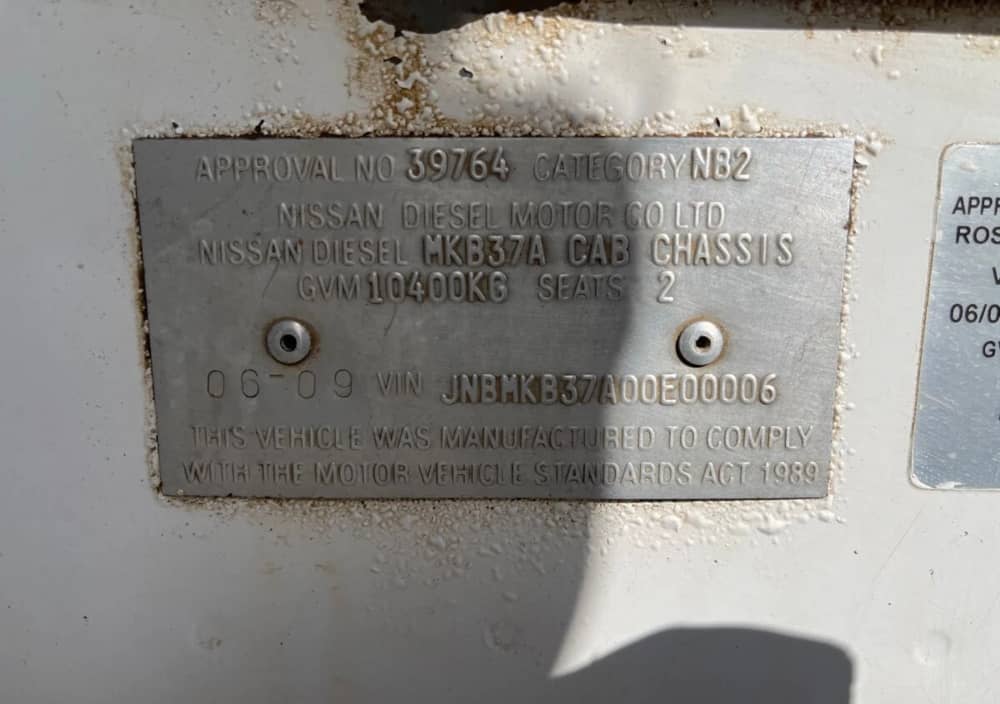 APPROVAL NO 39764 CATEGORY NB2
NISSAN DIESEL MOTOR CO LTD
NISSAN DIESEL MKB37A CAB CHASSIS
GVM 10400KG SEATS 2
06-09 VIN JNBMKB37A00E00006
THIS VEHICLE WAS MANUFACTURED TO COMPLY
WITH THE MOTOR VEHICLE STANDARDS ACT 1989
APPR
ROS
V
06/0
GV